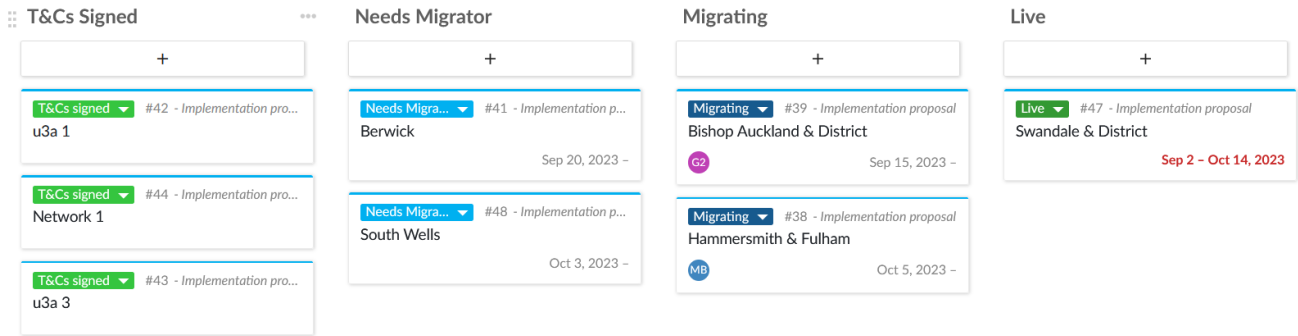 T&Cs Signed
+
T&Cs signed #42 - Implementation pro...
u3a 1
T&Cs signed #44 - Implementation pro...
Network 1
T&Cs signed #43 - Implementation pro...
u3a 3
Needs Migrator
+
Needs Migra... #41 - Implementation p...
Berwick
Sep 20, 2023 –
Needs Migra... #48 - Implementation p...
South Wells
Oct 3, 2023 –
Migrating
+
Migrating #39 - Implementation proposal
Bishop Auckland & District
G2 Sep 15, 2023 –
Migrating #38 - Implementation proposal
Hammersmith & Fulham
MB Oct 5, 2023 –
Live
+
Live #47 - Implementation proposal
Swandale & District
Sep 2 – Oct 14, 2023